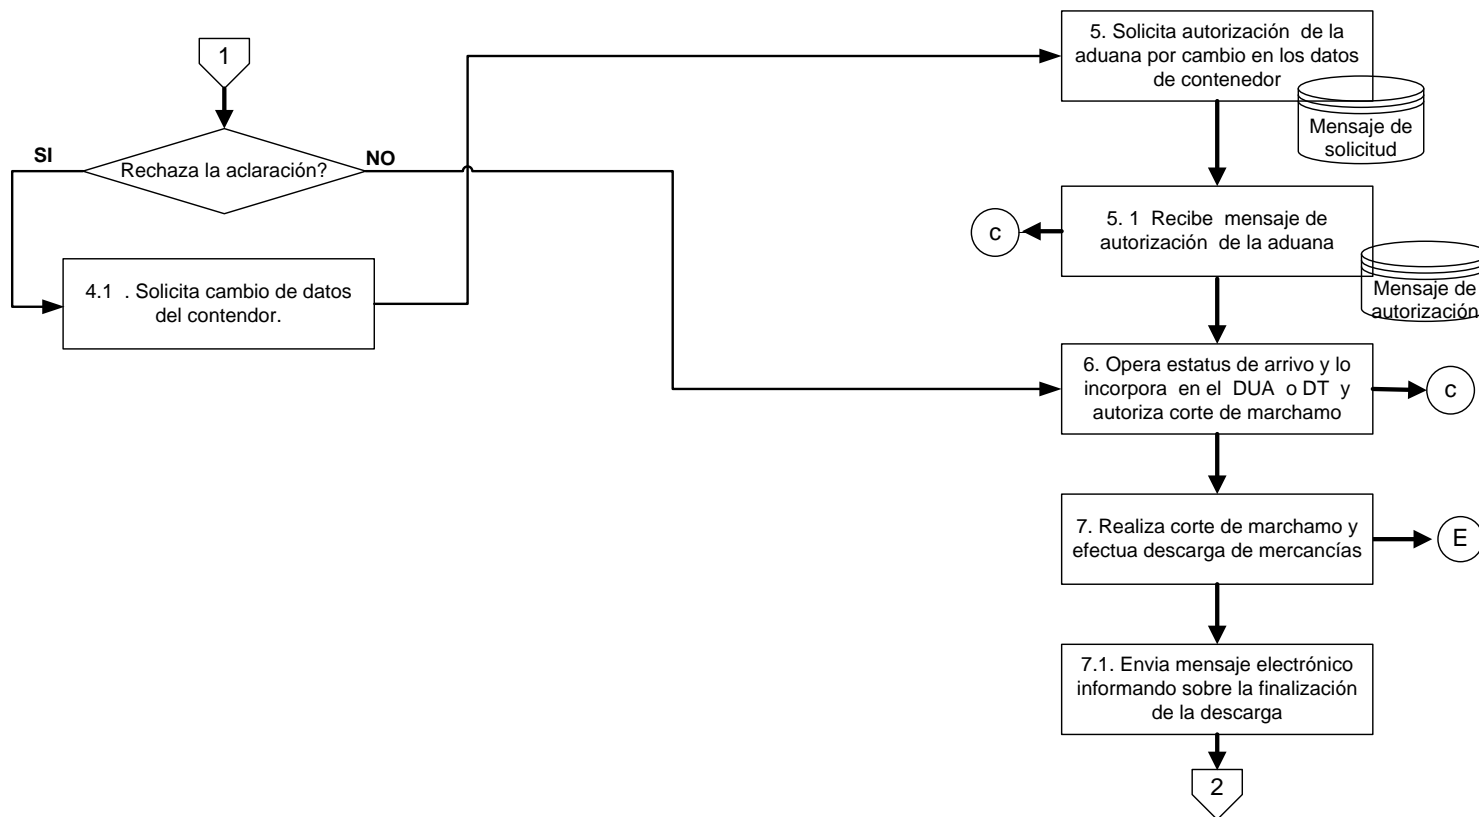 1
Rechaza la aclaración?
SI
NO
4.1 . Solicita cambio de datos
del contendor.
5. Solicita autorización de la
aduana por cambio en los datos
de contenedor
Mensaje de
solicitud
5. 1 Recibe mensaje de
autorización de la aduana
c
Mensaje de
autorización
6. Opera estatus de arrivo y lo
incorpora en el DUA o DT y
autoriza corte de marchamo
c
7. Realiza corte de marchamo y
efectua descarga de mercancías
E
7.1. Envia mensaje electrónico
informando sobre la finalización
de la descarga
2